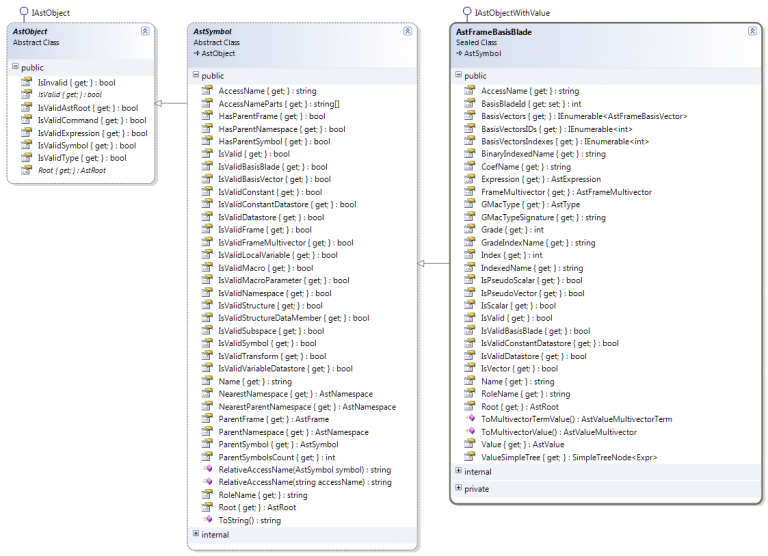 IAstObject
AstObject
Abstract Class
public
IsInvalid { get; } : bool
IsValid { get; } : bool
IsValidAstRoot { get; } : bool
IsValidCommand { get; } : bool
IsValidExpression { get; } : bool
IsValidSymbol { get; } : bool
IsValidType { get; } : bool
Root { get; } : AstRoot
AstSymbol
Abstract Class
AstObject
public
AccessName { get; } : string
AccessNameParts { get; } : string[]
HasParentFrame { get; } : bool
HasParentNamespace { get; } : bool
HasParentSymbol { get; } : bool
IsValid { get; } : bool
IsValidBasisBlade { get; } : bool
IsValidBasisVector { get; } : bool
IsValidConstant { get; } : bool
IsValidConstantDatastore { get; } : bool
IsValidDatastore { get; } : bool
IsValidFrame { get; } : bool
IsValidFrameMultivector { get; } : bool
IsValidLocalVariable { get; } : bool
IsValidMacro { get; } : bool
IsValidMacroParameter { get; } : bool
IsValidNamespace { get; } : bool
IsValidStructure { get; } : bool
IsValidStructureDataMember { get; } : bool
IsValidSubspace { get; } : bool
IsValidSymbol { get; } : bool
IsValidTransform { get; } : bool
IsValidVariableDatastore { get; } : bool
Name { get; } : string
NearestNamespace { get; } : AstNamespace
NearestParentNamespace { get; } : AstNamespace
ParentFrame { get; } : AstFrame
ParentNamespace { get; } : AstNamespace
ParentSymbol { get; } : AstSymbol
ParentSymbolsCount { get; } : int
RelativeAccessName(AstSymbol symbol) : string
RelativeAccessName(string accessName) : string
RoleName { get; } : string
Root { get; } : AstRoot
ToString() : string
internal
IAstObjectWithValue
AstFrameBasisBlade
Sealed Class
AstSymbol
public
AccessName { get; } : string
BasisBladeId { get; set; } : int
BasisVectors { get; } : IEnumerable<AstFrameBasisVector>
BasisVectorsIDs { get; } : IEnumerable<int>
BasisVectorsIndexes { get; } : IEnumerable<int>
BinaryIndexedName { get; } : string
CoefName { get; } : string
Expression { get; } : AstExpression
FrameMultivector { get; } : AstFrameMultivector
GMacType { get; } : AstType
GMacTypeSignature { get; } : string
Grade { get; } : int
GradeIndexName { get; } : string
Index { get; } : int
IndexedName { get; } : string
IsPseudoScalar { get; } : bool
IsPseudoVector { get; } : bool
IsScalar { get; } : bool
IsValid { get; } : bool
IsValidBasisBlade { get; } : bool
IsValidConstantDatastore { get; } : bool
IsValidDatastore { get; } : bool
IsVector { get; } : bool
Name { get; } : string
RoleName { get; } : string
Root { get; } : AstRoot
ToMultivectorTermValue() : AstValueMultivectorTerm
ToMultivectorValue() : AstValueMultivector
Value { get; } : AstValue
ValueSimpleTree { get; } : SimpleTreeNode<Expr>
internal
private